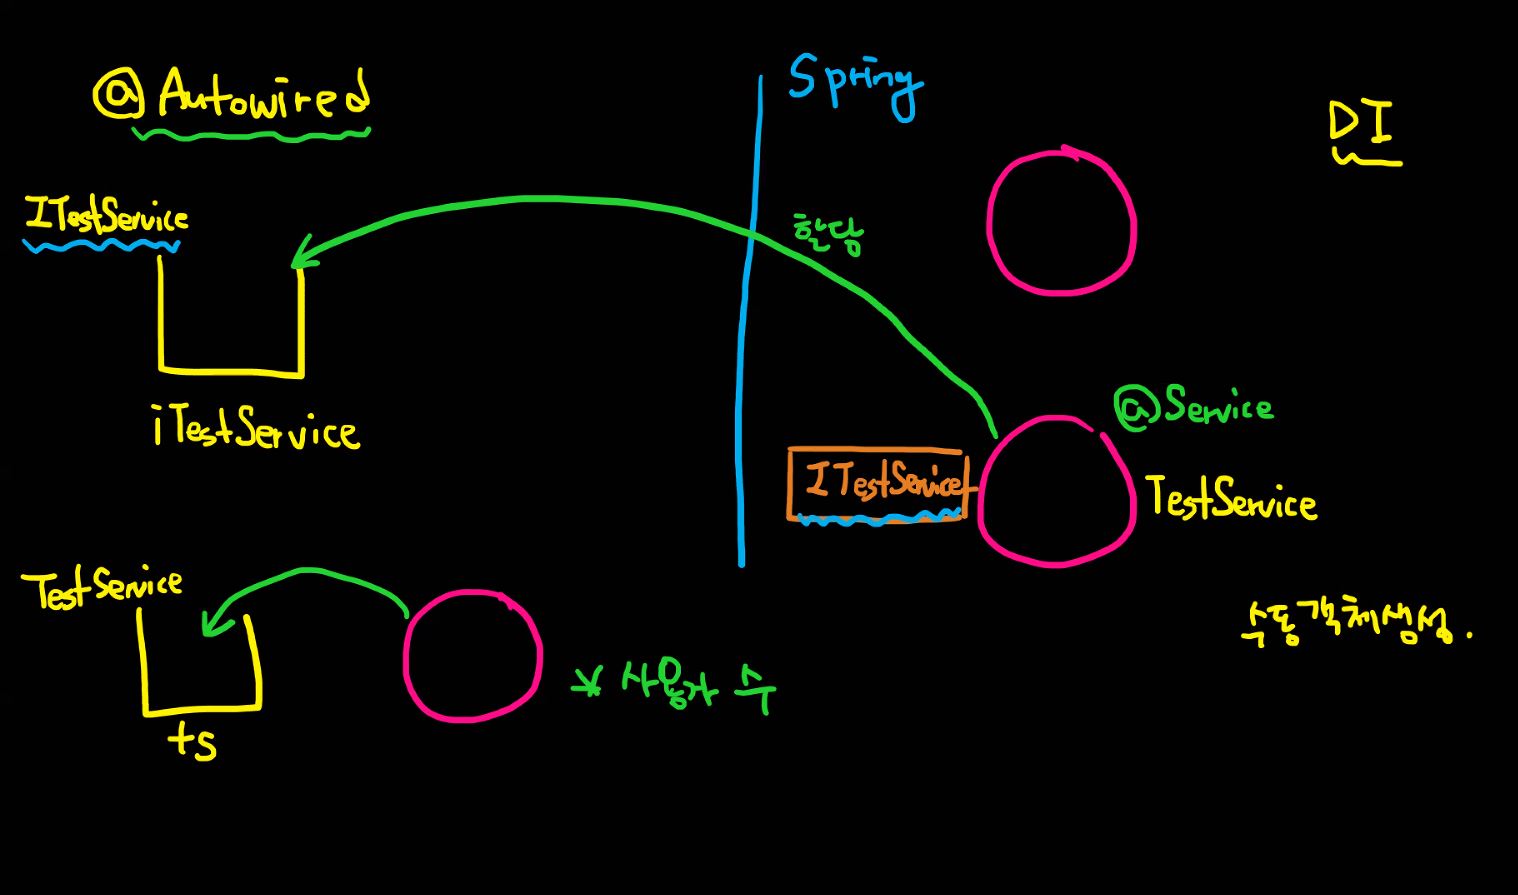 Spring
@Autowired
DI
ITestService
할당
@Service
iTestService
ITestService
TestService
TestService
수동객체생성.
* 사용자 수
ts